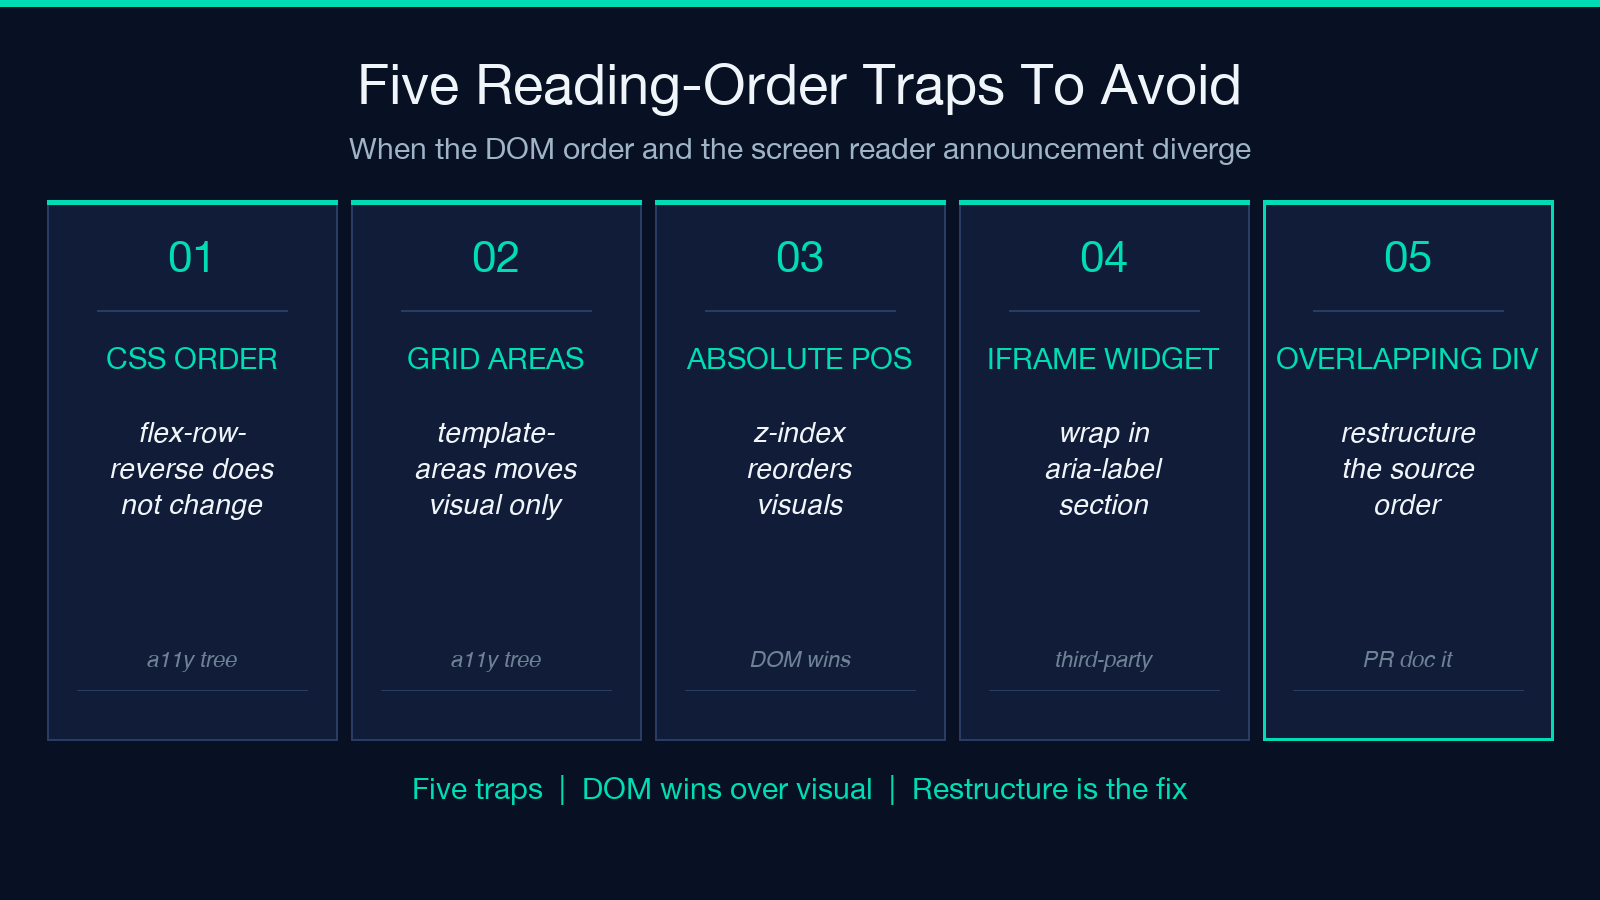 Five Reading-Order Traps To Avoid
When the DOM order and the screen reader announcement diverge
01
CSS ORDER
flex-row-
reverse does
not change
a11y tree
02
GRID AREAS
template-
areas moves
visual only
a11y tree
03
ABSOLUTE POS
z-index
reorders
visuals
DOM wins
04
IFRAME WIDGET
wrap in
aria-label
section
third-party
05
OVERLAPPING DIV
restructure
the source
order
PR doc it
Five traps | DOM wins over visual | Restructure is the fix